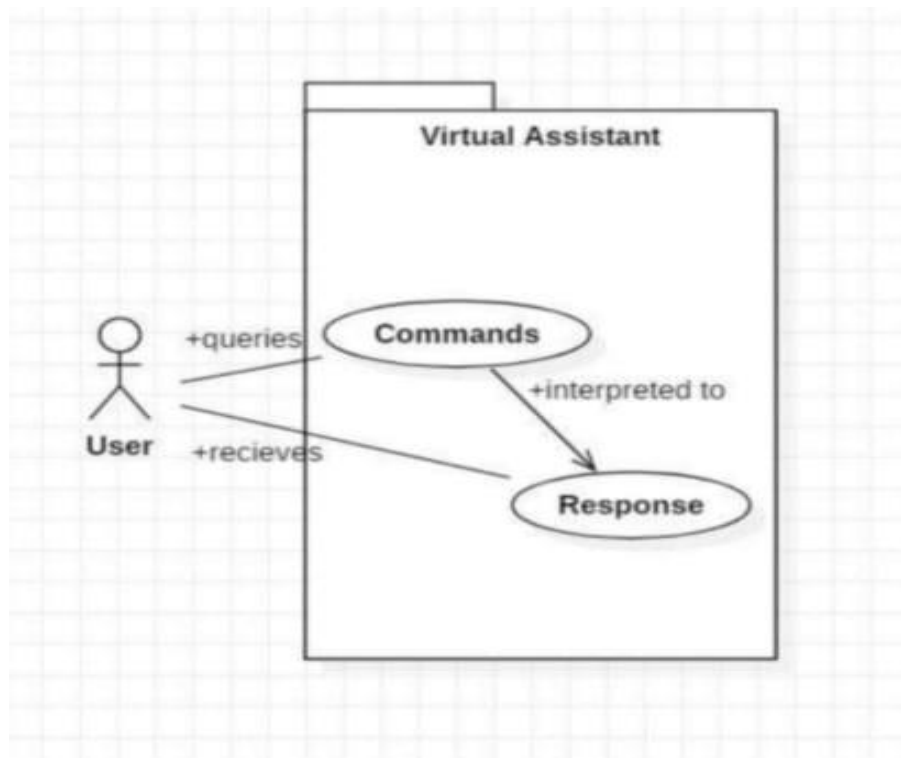 Virtual Assistant
Commands
+queries
+interpreted to
User
+recieves
Response